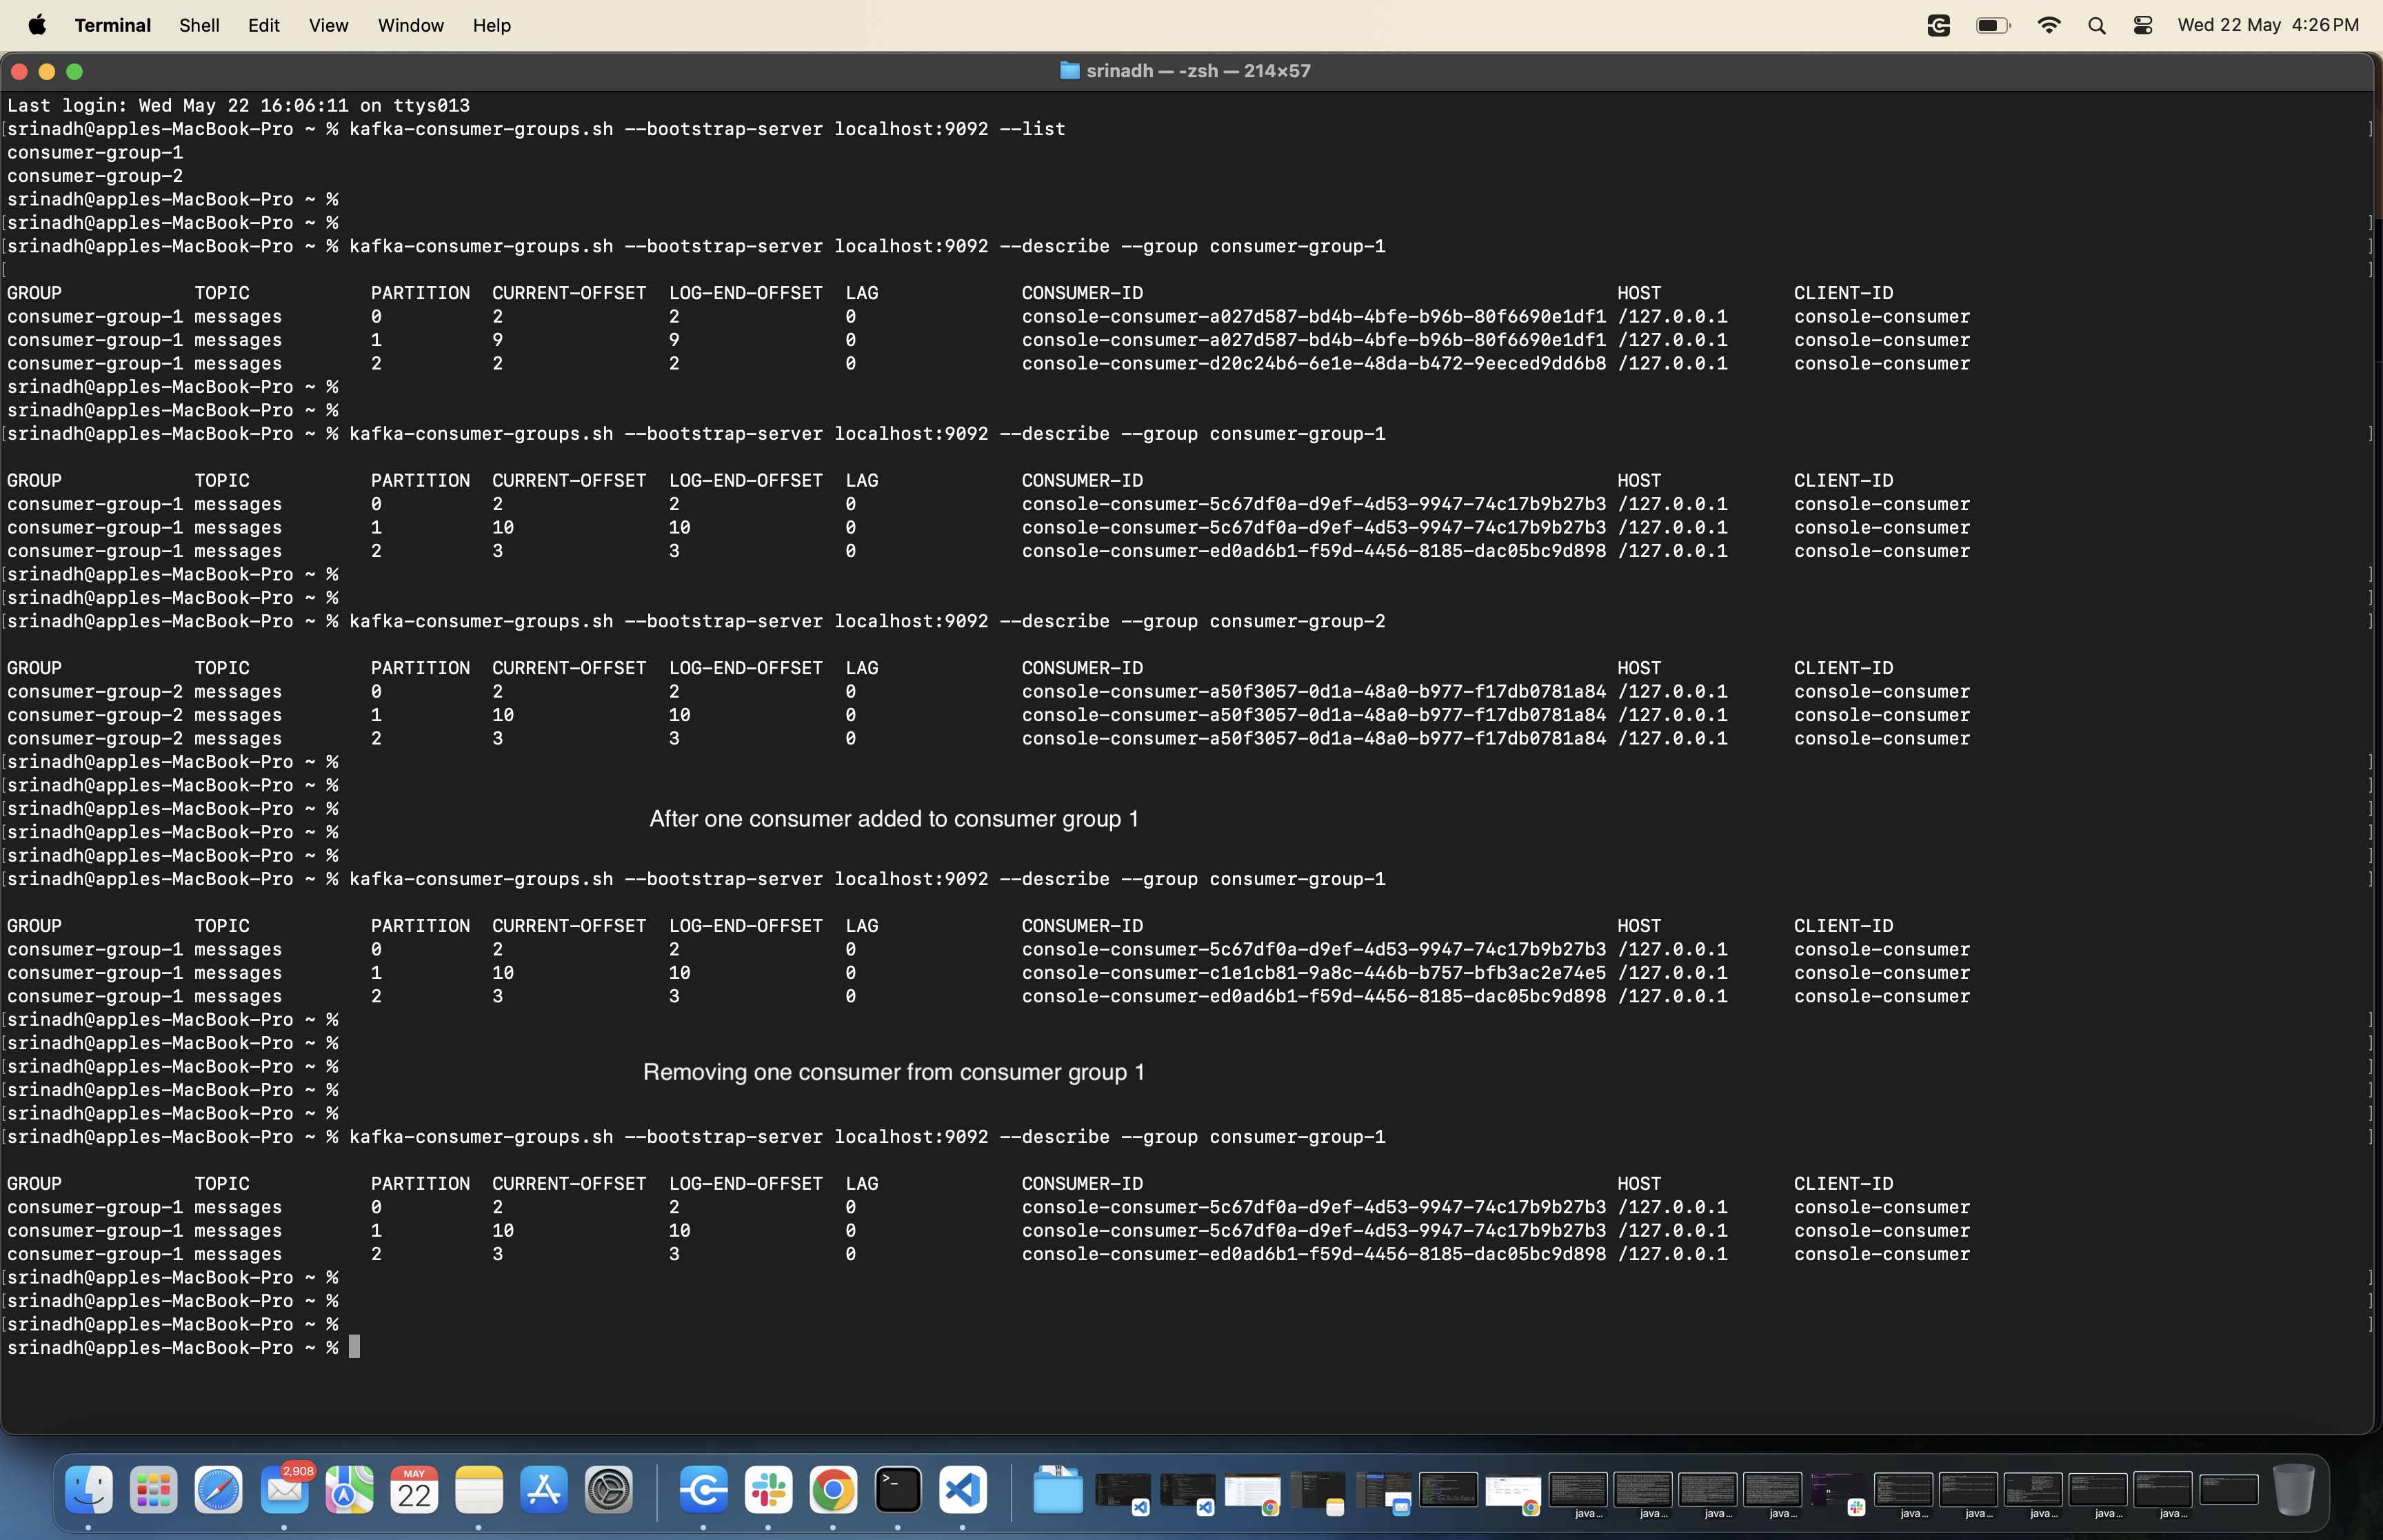 Terminal Shell Edit View Window Help Wed 22 May 4:26 PM
srinadh — -zsh — 214×57
Last login: Wed May 22 16:06:11 on ttys013
[srinadh@apples-MacBook-Pro ~ % kafka-consumer-groups.sh --bootstrap-server localhost:9092 --list ]
consumer-group-1
consumer-group-2
srinadh@apples-MacBook-Pro ~ %
[srinadh@apples-MacBook-Pro ~ % ]
[srinadh@apples-MacBook-Pro ~ % kafka-consumer-groups.sh --bootstrap-server localhost:9092 --describe --group consumer-group-1 ]
[ ]
GROUP TOPIC PARTITION CURRENT-OFFSET LOG-END-OFFSET LAG CONSUMER-ID HOST CLIENT-ID
consumer-group-1 messages 0 2 2 0 console-consumer-a027d587-bd4b-4bfe-b96b-80f6690e1df1 /127.0.0.1 console-consumer
consumer-group-1 messages 1 9 9 0 console-consumer-a027d587-bd4b-4bfe-b96b-80f6690e1df1 /127.0.0.1 console-consumer
consumer-group-1 messages 2 2 2 0 console-consumer-d20c24b6-6e1e-48da-b472-9eeced9dd6b8 /127.0.0.1 console-consumer
srinadh@apples-MacBook-Pro ~ %
srinadh@apples-MacBook-Pro ~ %
[srinadh@apples-MacBook-Pro ~ % kafka-consumer-groups.sh --bootstrap-server localhost:9092 --describe --group consumer-group-1 ]
GROUP TOPIC PARTITION CURRENT-OFFSET LOG-END-OFFSET LAG CONSUMER-ID HOST CLIENT-ID
consumer-group-1 messages 0 2 2 0 console-consumer-5c67df0a-d9ef-4d53-9947-74c17b9b27b3 /127.0.0.1 console-consumer
consumer-group-1 messages 1 10 10 0 console-consumer-5c67df0a-d9ef-4d53-9947-74c17b9b27b3 /127.0.0.1 console-consumer
consumer-group-1 messages 2 3 3 0 console-consumer-ed0ad6b1-f59d-4456-8185-dac05bc9d898 /127.0.0.1 console-consumer
[srinadh@apples-MacBook-Pro ~ % ]
[srinadh@apples-MacBook-Pro ~ % ]
[srinadh@apples-MacBook-Pro ~ % kafka-consumer-groups.sh --bootstrap-server localhost:9092 --describe --group consumer-group-2 ]
GROUP TOPIC PARTITION CURRENT-OFFSET LOG-END-OFFSET LAG CONSUMER-ID HOST CLIENT-ID
consumer-group-2 messages 0 2 2 0 console-consumer-a50f3057-0d1a-48a0-b977-f17db0781a84 /127.0.0.1 console-consumer
consumer-group-2 messages 1 10 10 0 console-consumer-a50f3057-0d1a-48a0-b977-f17db0781a84 /127.0.0.1 console-consumer
consumer-group-2 messages 2 3 3 0 console-consumer-a50f3057-0d1a-48a0-b977-f17db0781a84 /127.0.0.1 console-consumer
[srinadh@apples-MacBook-Pro ~ % ]
[srinadh@apples-MacBook-Pro ~ % ]
[srinadh@apples-MacBook-Pro ~ % ]
After one consumer added to consumer group 1
[srinadh@apples-MacBook-Pro ~ % ]
[srinadh@apples-MacBook-Pro ~ % ]
[srinadh@apples-MacBook-Pro ~ % kafka-consumer-groups.sh --bootstrap-server localhost:9092 --describe --group consumer-group-1 ]
GROUP TOPIC PARTITION CURRENT-OFFSET LOG-END-OFFSET LAG CONSUMER-ID HOST CLIENT-ID
consumer-group-1 messages 0 2 2 0 console-consumer-5c67df0a-d9ef-4d53-9947-74c17b9b27b3 /127.0.0.1 console-consumer
consumer-group-1 messages 1 10 10 0 console-consumer-c1e1cb81-9a8c-446b-b757-bfb3ac2e74e5 /127.0.0.1 console-consumer
consumer-group-1 messages 2 3 3 0 console-consumer-ed0ad6b1-f59d-4456-8185-dac05bc9d898 /127.0.0.1 console-consumer
[srinadh@apples-MacBook-Pro ~ % ]
[srinadh@apples-MacBook-Pro ~ % ]
[srinadh@apples-MacBook-Pro ~ % ]
Removing one consumer from consumer group 1
[srinadh@apples-MacBook-Pro ~ % ]
[srinadh@apples-MacBook-Pro ~ % ]
[srinadh@apples-MacBook-Pro ~ % kafka-consumer-groups.sh --bootstrap-server localhost:9092 --describe --group consumer-group-1 ]
GROUP TOPIC PARTITION CURRENT-OFFSET LOG-END-OFFSET LAG CONSUMER-ID HOST CLIENT-ID
consumer-group-1 messages 0 2 2 0 console-consumer-5c67df0a-d9ef-4d53-9947-74c17b9b27b3 /127.0.0.1 console-consumer
consumer-group-1 messages 1 10 10 0 console-consumer-5c67df0a-d9ef-4d53-9947-74c17b9b27b3 /127.0.0.1 console-consumer
consumer-group-1 messages 2 3 3 0 console-consumer-ed0ad6b1-f59d-4456-8185-dac05bc9d898 /127.0.0.1 console-consumer
[srinadh@apples-MacBook-Pro ~ % ]
[srinadh@apples-MacBook-Pro ~ % ]
[srinadh@apples-MacBook-Pro ~ % ]
srinadh@apples-MacBook-Pro ~ %
2,908
MAY
22
>_
java... java... java... java... java... java... java... java... java...